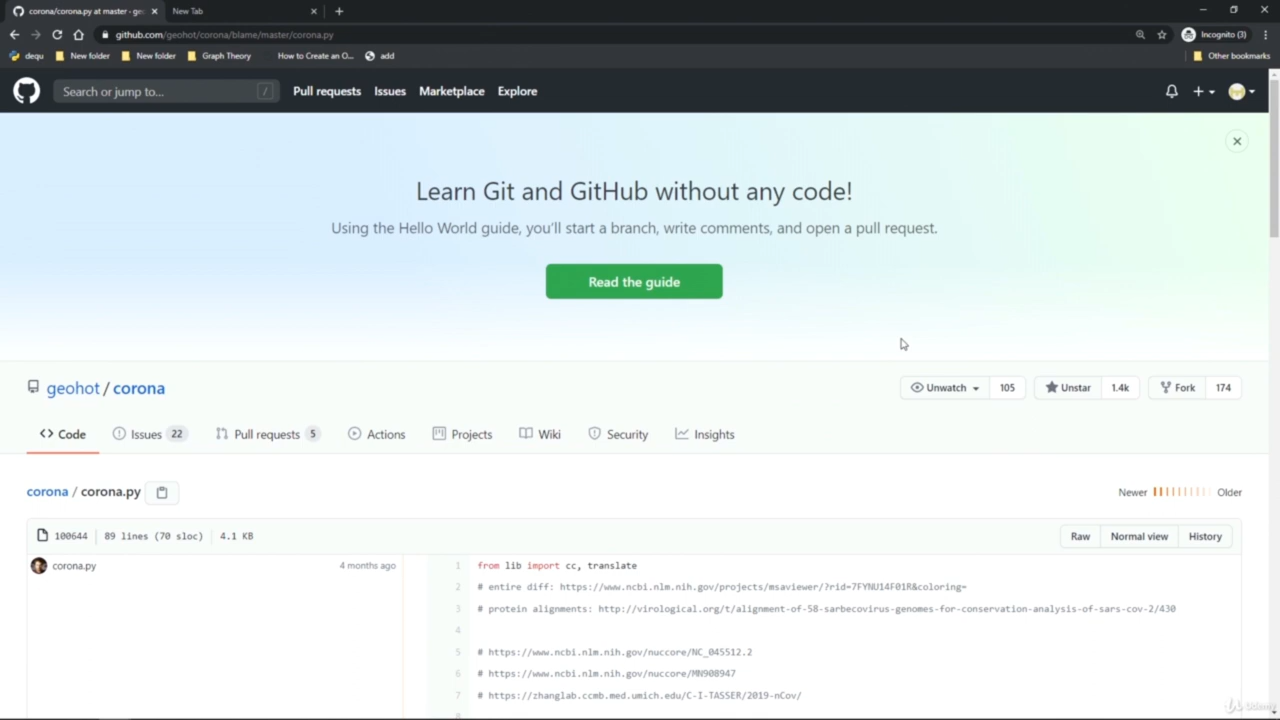 corona/corona.py at master · geo
New Tab
github.com/geohot/corona/blame/master/corona.py
Incognito (3)
dequ
New folder
New folder
Graph Theory
How to Create an O...
add
Other bookmarks
Search or jump to...
/
Pull requests
Issues
Marketplace
Explore
Learn Git and GitHub without any code!
Using the Hello World guide, you'll start a branch, write comments, and open a pull request.
Read the guide
geohot / corona
Unwatch 105
Unstar 1.4k
Fork 174
Code
Issues 22
Pull requests 5
Actions
Projects
Wiki
Security
Insights
corona / corona.py
Newer
Older
100644 89 lines (70 sloc) 4.1 KB
Raw
Normal view
History
corona.py
4 months ago
1 from lib import cc, translate
2 # entire diff: https://www.ncbi.nlm.nih.gov/projects/msaviewer/?rid=7FYNU14F01R&coloring=
3 # protein alignments: http://virological.org/t/alignment-of-58-sarbecovirus-genomes-for-conservation-analysis-of-sars-cov-2/430
4
5 # https://www.ncbi.nlm.nih.gov/nuccore/NC_045512.2
6 # https://www.ncbi.nlm.nih.gov/nuccore/MN908947
7 # https://zhanglab.ccmb.med.umich.edu/C-I-TASSER/2019-nCov/
8
Udemy